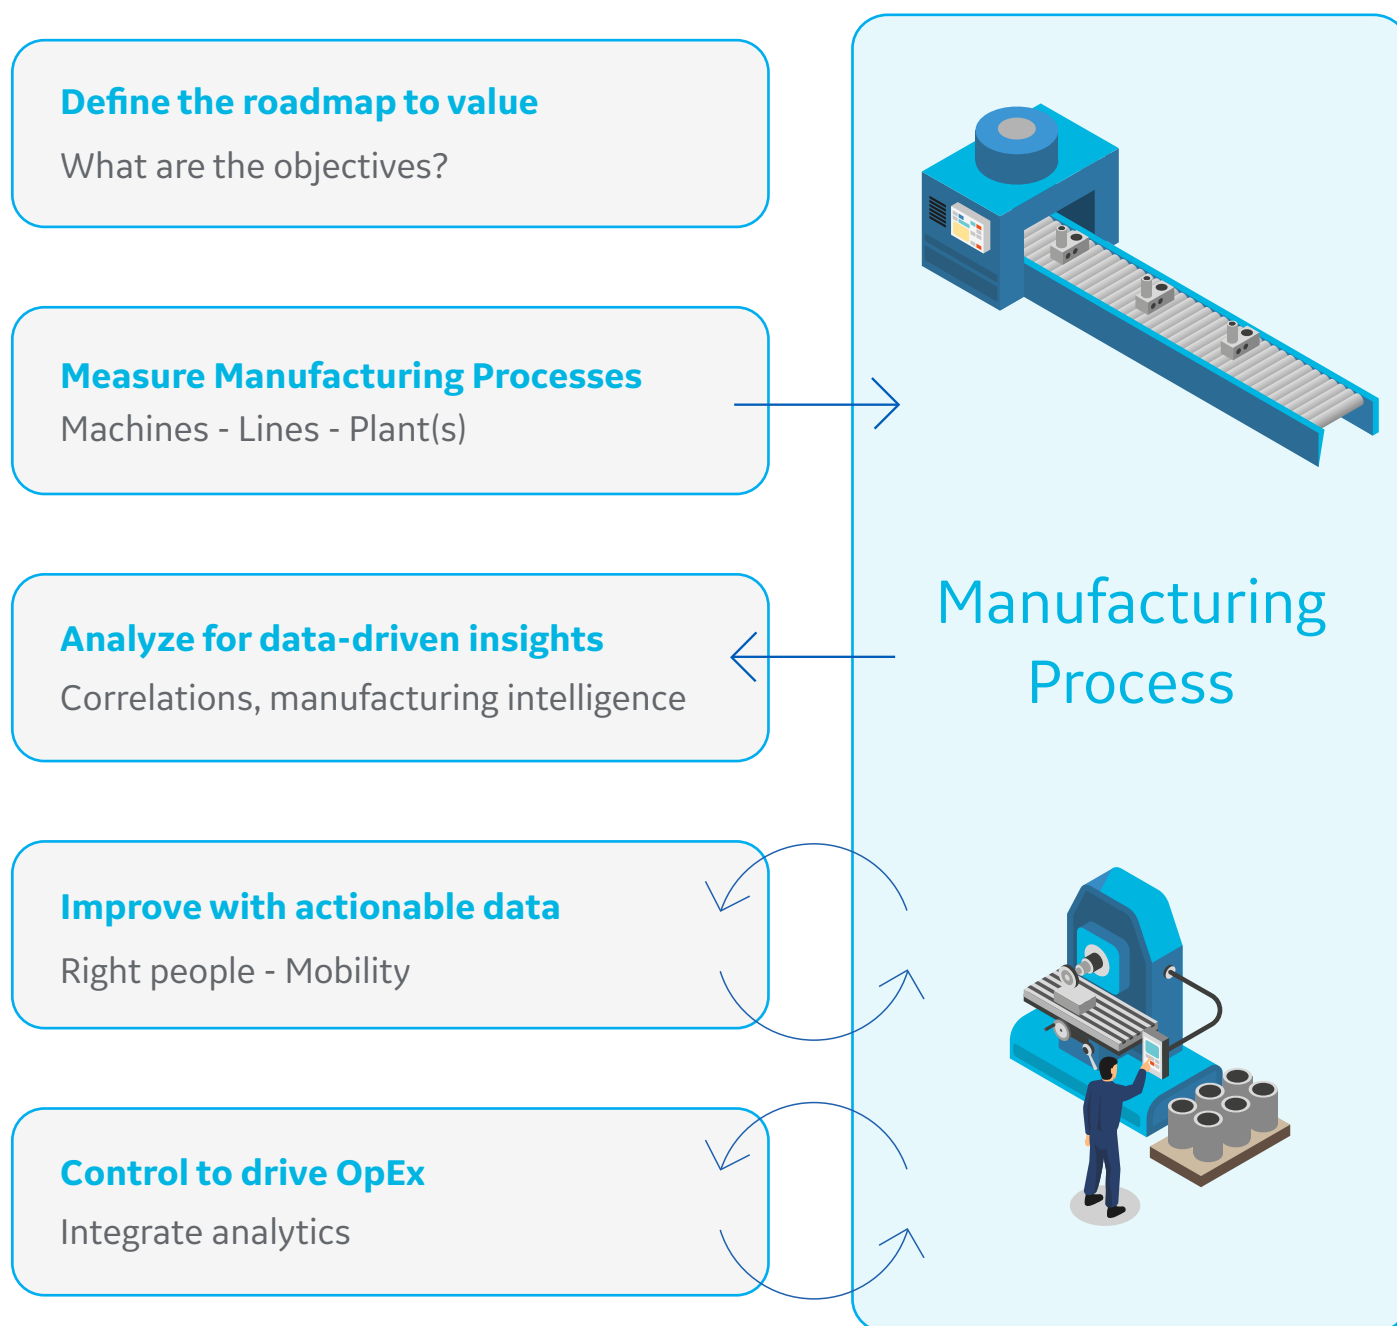 Define the roadmap to value
What are the objectives?
Measure Manufacturing Processes
Machines - Lines - Plant(s)
Analyze for data-driven insights
Correlations, manufacturing intelligence
Improve with actionable data
Right people - Mobility
Control to drive OpEx
Integrate analytics
Manufacturing
Process